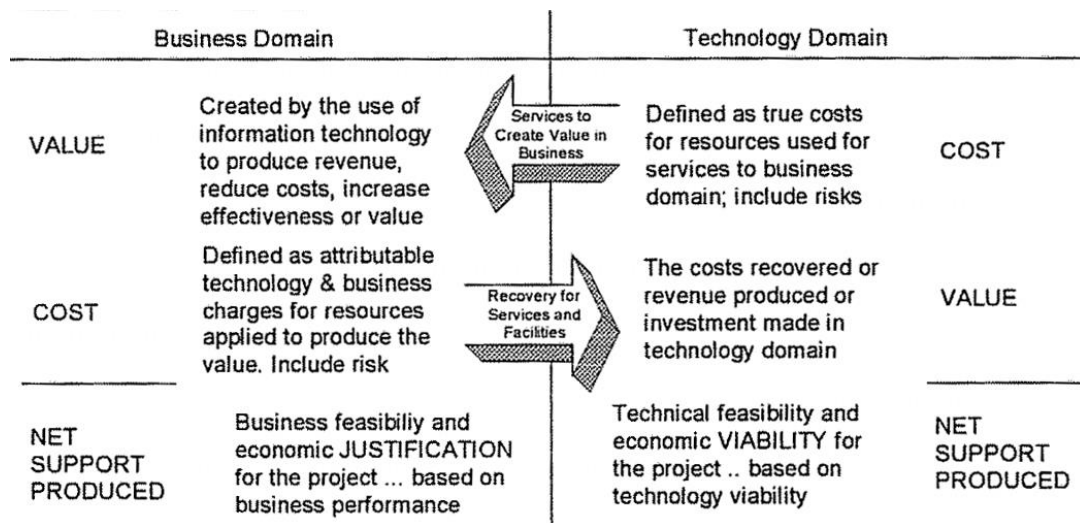 Business Domain
Technology Domain
VALUE
Created by the use of
information technology
to produce revenue,
reduce costs, increase
effectiveness or value
Services to
Create Value in
Business
Defined as true costs
for resources used for
services to business
domain; include risks
COST
COST
Defined as attributable
technology & business
charges for resources
applied to produce the
value. Include risk
Recovery for
Services and
Facilities
The costs recovered or
revenue produced or
investment made in
technology domain
VALUE
NET
SUPPORT
PRODUCED
Business feasibiliy and
economic JUSTIFICATION
for the project ... based on
business performance
Technical feasibility and
economic VIABILITY for
the project .. based on
technology viability
NET
SUPPORT
PRODUCED